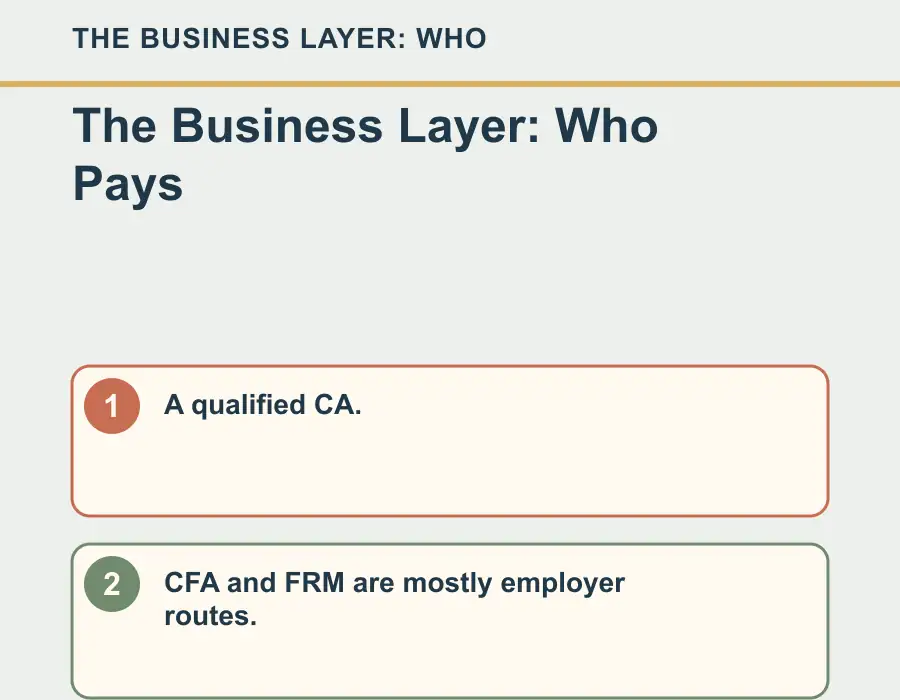 THE BUSINESS LAYER: WHO
The Business Layer: Who
Pays
1
A qualified CA.
2
CFA and FRM are mostly employer
routes.